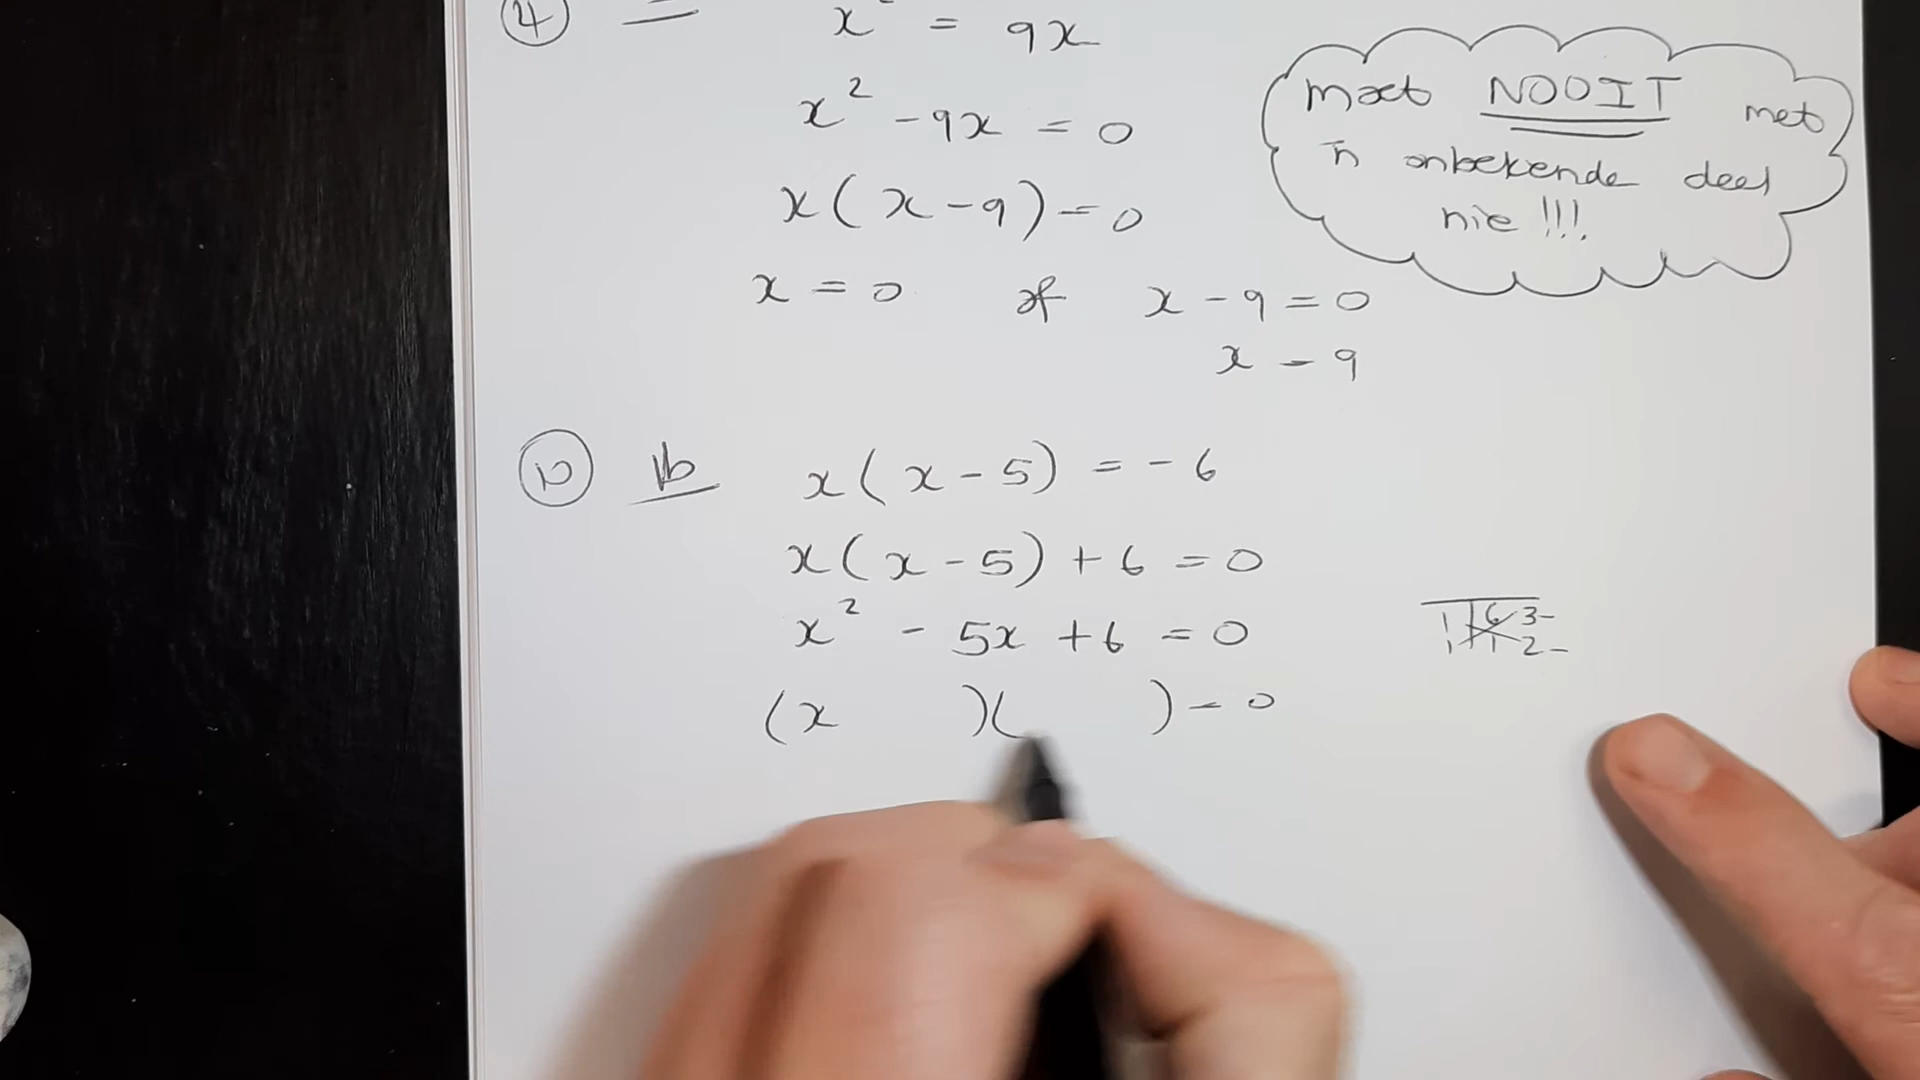 ④ x² = 9x
x² - 9x = 0
x(x-9) = 0
x = 0 of x - 9 = 0
x = 9
Moet NOOIT met
'n onbekende deel
nie!!!
⑩ Vb x(x-5) = -6
x(x-5) + 6 = 0
x² - 5x + 6 = 0
1 | 6 3-
1 | 1 2-
(x )( ) = 0